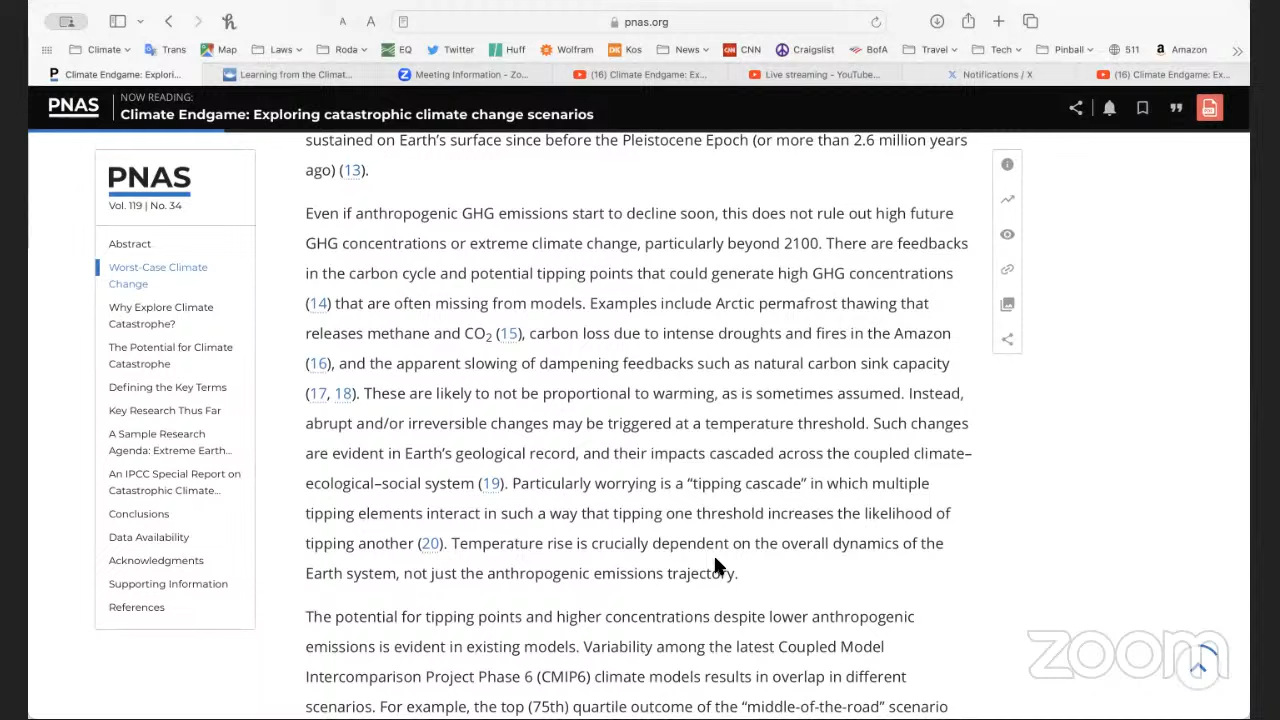 A A pnas.org
Climate Trans Map Laws Roda EQ Twitter Huff Wolfram DK Kos News CNN CNN Craigslist BofA Travel Tech Pinball 511 a Amazon
P Climate Endgame: Explori... Learning from the Climat... Z Meeting Information - Zo... (16) Climate Endgame: Ex... Live streaming - YouTube... X Notifications / X (16) Climate Endgame: Ex...
PNAS
NOW READING:
Climate Endgame: Exploring catastrophic climate change scenarios
PNAS
Vol. 119 | No. 34
Abstract
Worst-Case Climate
Change
Why Explore Climate
Catastrophe?
The Potential for Climate
Catastrophe
Defining the Key Terms
Key Research Thus Far
A Sample Research
Agenda: Extreme Earth...
An IPCC Special Report on
Catastrophic Climate...
Conclusions
Data Availability
Acknowledgments
Supporting Information
References
sustained on Earth’s surface since before the Pleistocene Epoch (or more than 2.6 million years
ago) (13).
Even if anthropogenic GHG emissions start to decline soon, this does not rule out high future
GHG concentrations or extreme climate change, particularly beyond 2100. There are feedbacks
in the carbon cycle and potential tipping points that could generate high GHG concentrations
(14) that are often missing from models. Examples include Arctic permafrost thawing that
releases methane and CO2 (15), carbon loss due to intense droughts and fires in the Amazon
(16), and the apparent slowing of dampening feedbacks such as natural carbon sink capacity
(17, 18). These are likely to not be proportional to warming, as is sometimes assumed. Instead,
abrupt and/or irreversible changes may be triggered at a temperature threshold. Such changes
are evident in Earth’s geological record, and their impacts cascaded across the coupled climate–
ecological–social system (19). Particularly worrying is a “tipping cascade” in which multiple
tipping elements interact in such a way that tipping one threshold increases the likelihood of
tipping another (20). Temperature rise is crucially dependent on the overall dynamics of the
Earth system, not just the anthropogenic emissions trajectory.
The potential for tipping points and higher concentrations despite lower anthropogenic
emissions is evident in existing models. Variability among the latest Coupled Model
Intercomparison Project Phase 6 (CMIP6) climate models results in overlap in different
scenarios. For example, the top (75th) quartile outcome of the “middle-of-the-road” scenario
zoom